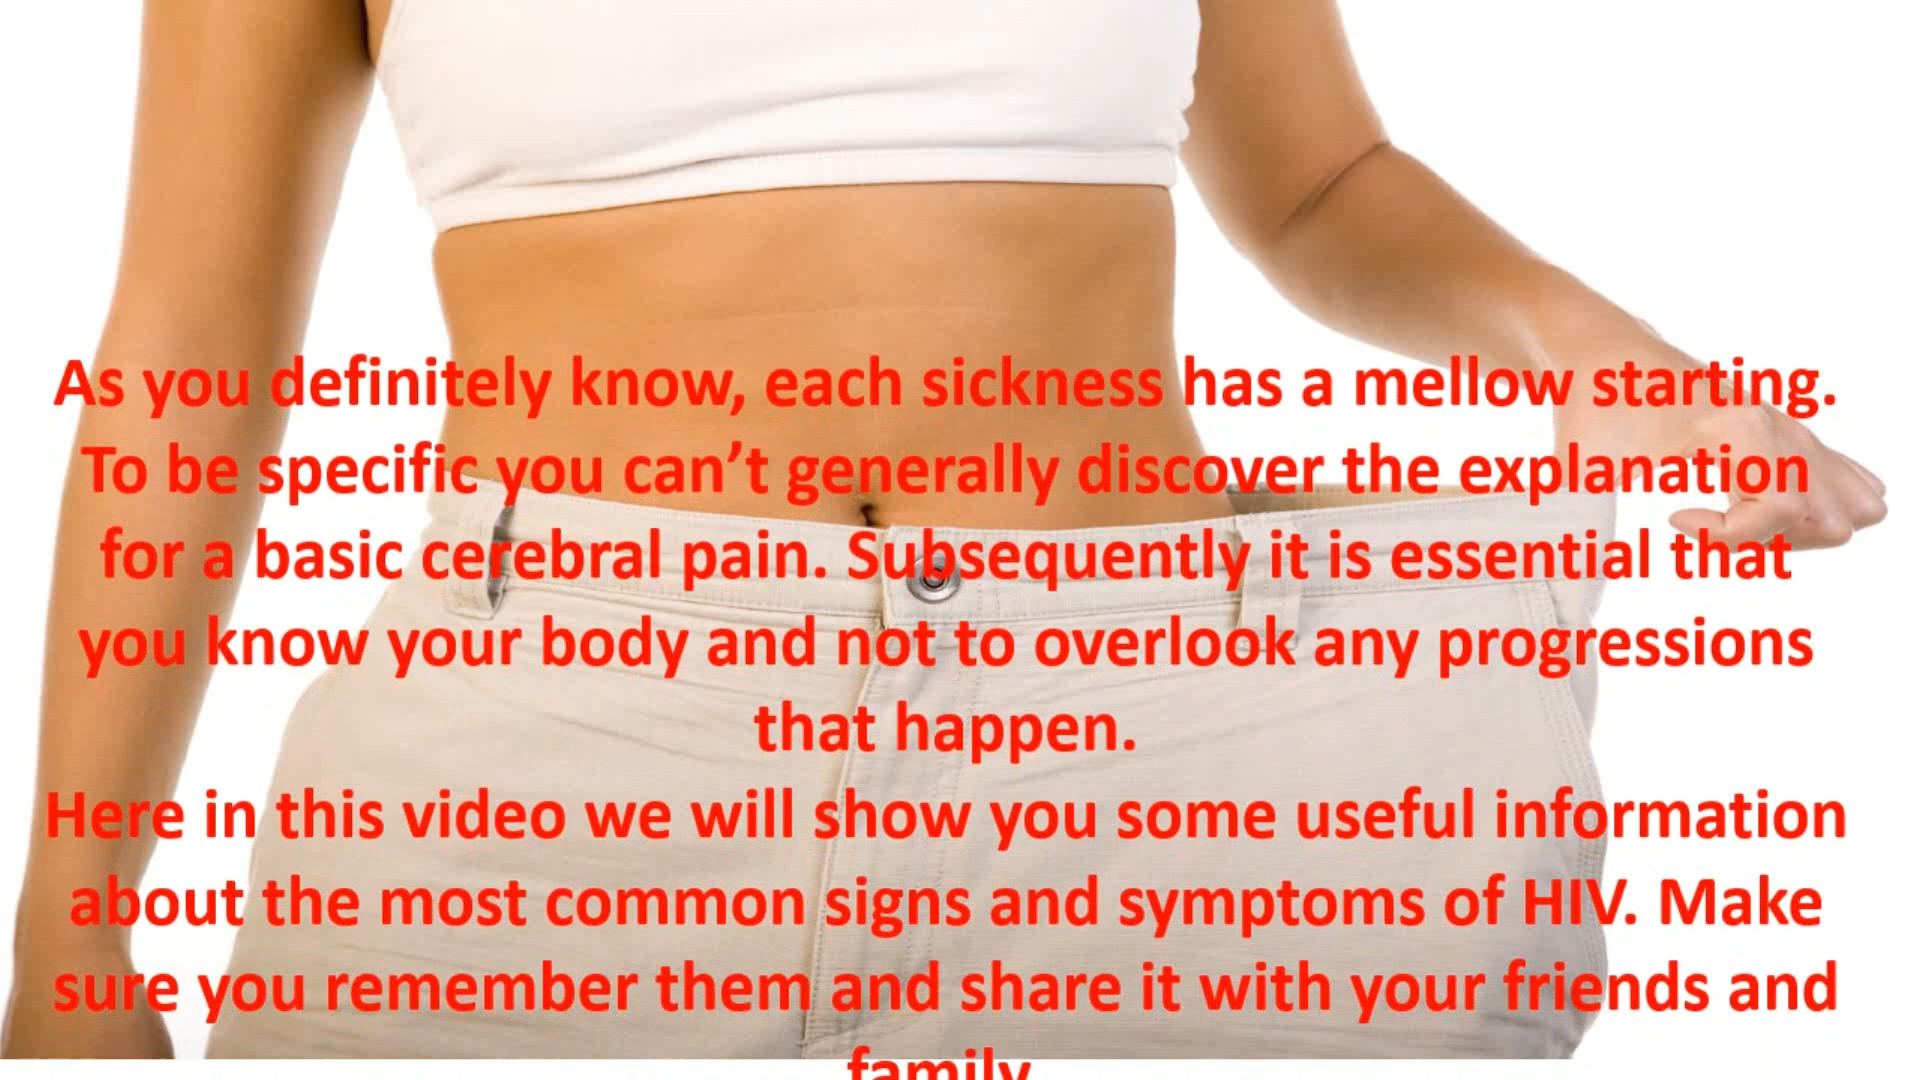 As you definitely know, each sickness has a mellow starting.
To be specific you can’t generally discover the explanation
for a basic cerebral pain. Subsequently it is essential that
you know your body and not to overlook any progressions
that happen.
Here in this video we will show you some useful information
about the most common signs and symptoms of HIV. Make
sure you remember them and share it with your friends and
family